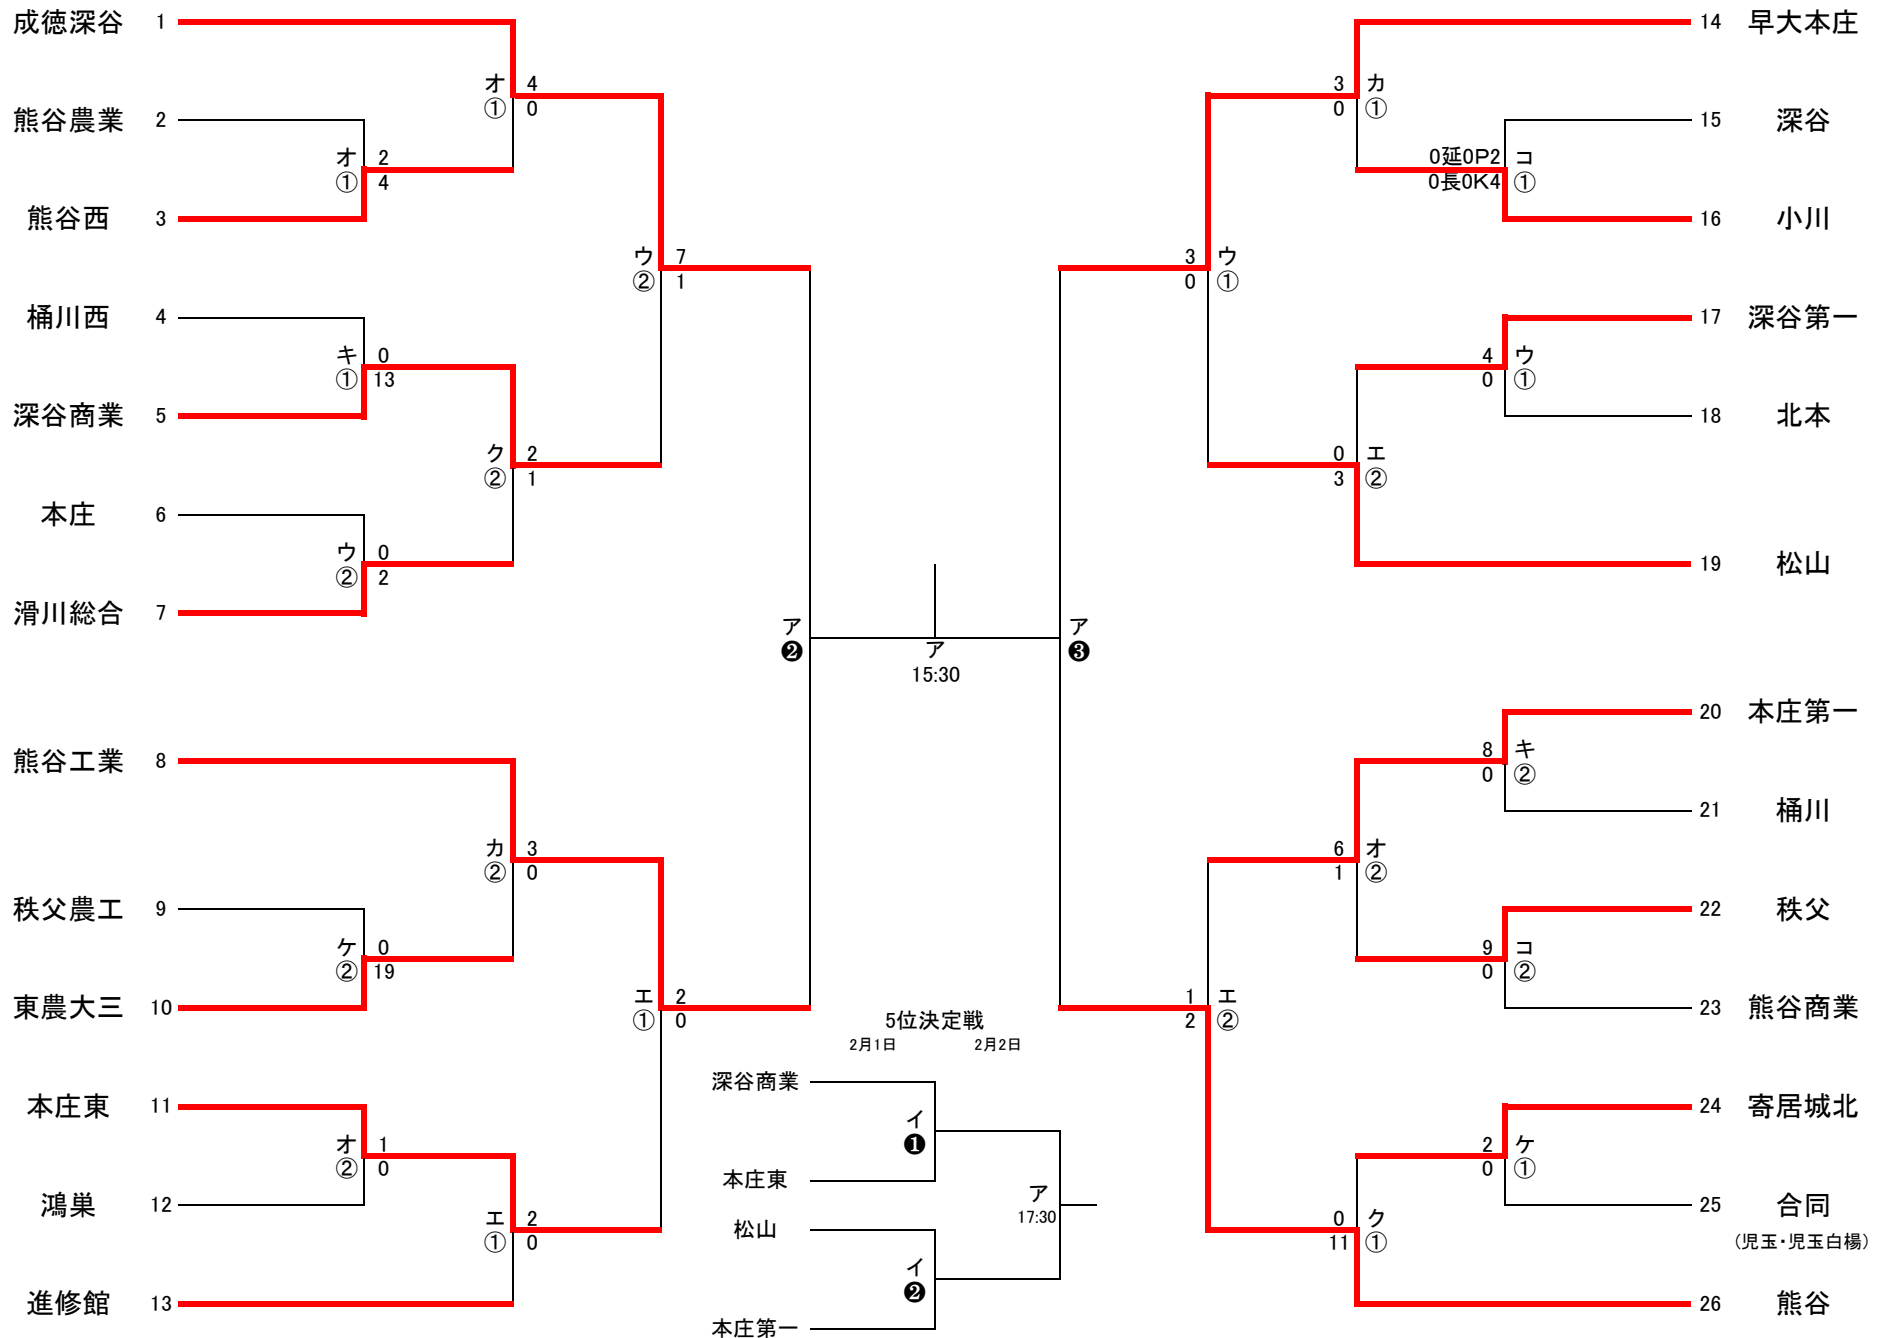 成徳深谷 1
オ 4
① 0
熊谷農業 2
オ 2
① 4
熊谷西 3
ウ 7
② 1
桶川西 4
キ 0
① 13
深谷商業 5
ク 2
② 1
本庄 6
ウ 0
② 2
滑川総合 7
ア
❷
熊谷工業 8
カ 3
② 0
秩父農工 9
ケ 0
② 19
東農大三 10
エ 2
① 0
本庄東 11
オ 1
② 0
鴻巣 12
エ 2
① 0
進修館 13
ア
15:30
14 早大本庄
3 カ
0 ①
15 深谷
0延0P2 コ
0長0K4 ①
16 小川
3 ウ
0 ①
17 深谷第一
4 ウ
0 ①
18 北本
0 エ
3 ②
19 松山
ア
❸
20 本庄第一
8 キ
0 ②
21 桶川
6 オ
1 ②
22 秩父
9 コ
0 ②
23 熊谷商業
1 エ
2 ②
24 寄居城北
2 ケ
0 ①
25 合同
（児玉・児玉白楊）
0 ク
11 ①
26 熊谷
5位決定戦
2月1日 2月2日
深谷商業
イ
❶
本庄東
ア
17:30
松山
イ
❷
本庄第一